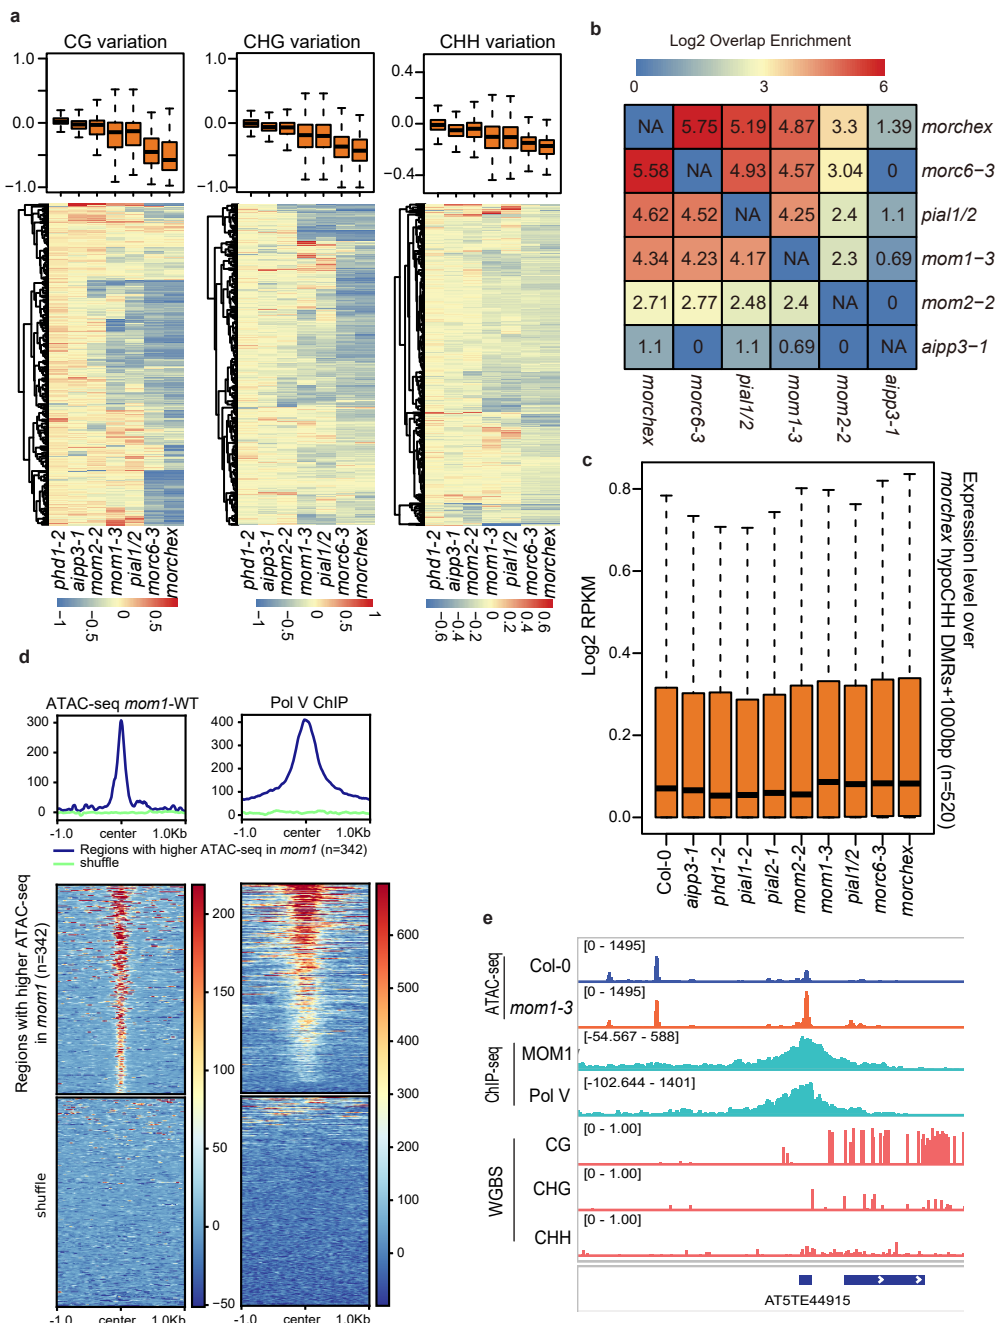 a
CG variation
CHG variation
CHH variation
1.0
0.0
−1.0
1.0
0.0
−1.0
0.4
0.0
−0.4
phd1-2
aipp3-1
mom2-2
mom1-3
pial1/2
morc6-3
morchex
phd1-2
aipp3-1
mom2-2
mom1-3
pial1/2
morc6-3
morchex
phd1-2
aipp3-1
mom2-2
mom1-3
pial1/2
morc6-3
morchex
−1
−0.5
0
0.5
1
−1
−0.5
0
0.5
1
−0.6
−0.4
−0.2
0
0.2
0.4
0.6
b
Log2 Overlap Enrichment
0 3 6
NA 5.75 5.19 4.87 3.3 1.39 morchex
5.58 NA 4.93 4.57 3.04 0 morc6−3
4.62 4.52 NA 4.25 2.4 1.1 pial1/2
4.34 4.23 4.17 NA 2.3 0.69 mom1−3
2.71 2.77 2.48 2.4 NA 0 mom2−2
1.1 0 1.1 0.69 0 NA aipp3−1
morchex
morc6-3
pial1/2
mom1-3
mom2-2
aipp3-1
c
Log2 RPKM
0.8
0.6
0.4
0.2
0.0
Col-0
aipp3-1
phd1-2
pial1-2
pial2-1
mom2-2
mom1-3
pial1/2
morc6-3
morchex
Expression level over
morchex hypoCHH DMRs+1000bp (n=520)
d
ATAC-seq mom1-WT
Pol V ChIP
300
200
100
0
400
300
200
100
0
-1.0 center 1.0Kb
-1.0 center 1.0Kb
Regions with higher ATAC-seq in mom1 (n=342)
shuffle
Regions with higher ATAC-seq
in mom1 (n=342)
shuffle
200
150
100
50
0
−50
600
500
400
300
200
100
0
-1.0 center 1.0Kb
-1.0 center 1.0Kb
e
ATAC-seq
Col-0
[0 - 1495]
mom1-3
[0 - 1495]
ChIP-seq
MOM1
[-54.567 - 588]
Pol V
[-102.644 - 1401]
WGBS
CG
[0 - 1.00]
CHG
[0 - 1.00]
CHH
[0 - 1.00]
AT5TE44915